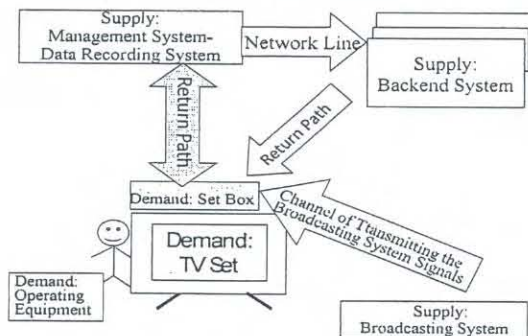 Supply:
Management System-
Data Recording System
Network Line
Supply:
Backend System
Return Path
Return Path
Demand: Set Box
Channel of Transmitting the
Broadcasting System Signals
Demand:
TV Set
Demand:
Operating
Equipment
Supply:
Broadcasting System